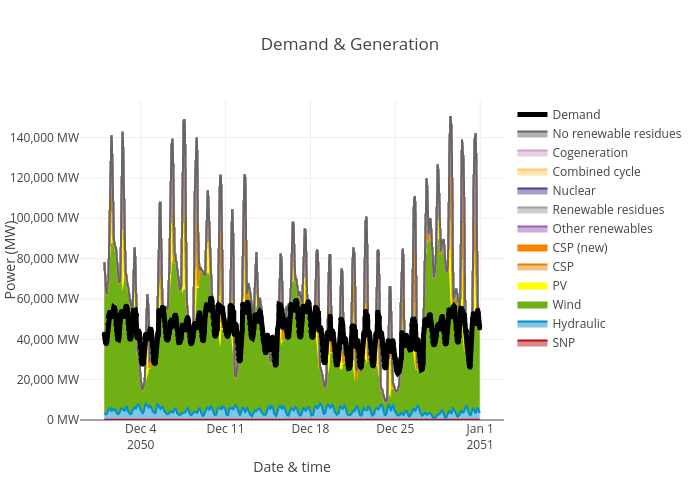 Demand & Generation
Power (MW)
140,000 MW
120,000 MW
100,000 MW
80,000 MW
60,000 MW
40,000 MW
20,000 MW
0 MW
Dec 4
2050
Dec 11
Dec 18
Dec 25
Jan 1
2051
Date & time
Demand
No renewable residues
Cogeneration
Combined cycle
Nuclear
Renewable residues
Other renewables
CSP (new)
CSP
PV
Wind
Hydraulic
SNP